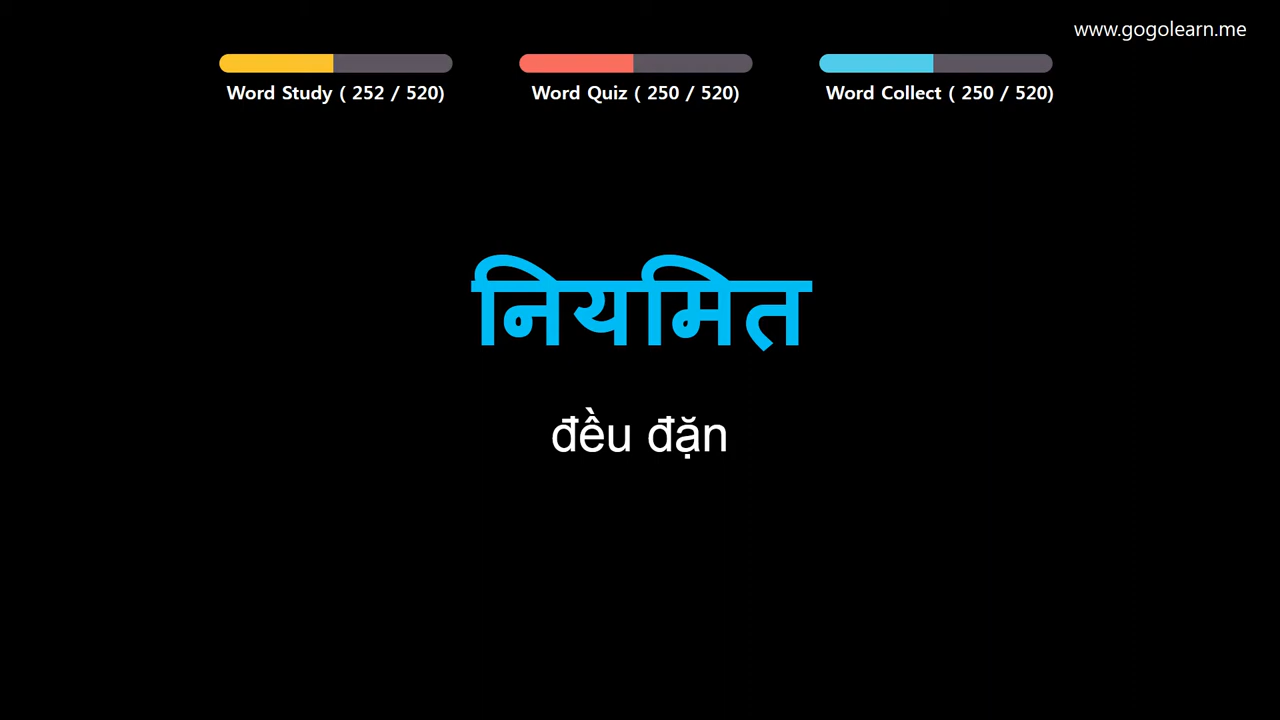 www.gogolearn.me
Word Study ( 252 / 520)
Word Quiz ( 250 / 520)
Word Collect ( 250 / 520)
नियमित
đều đặn